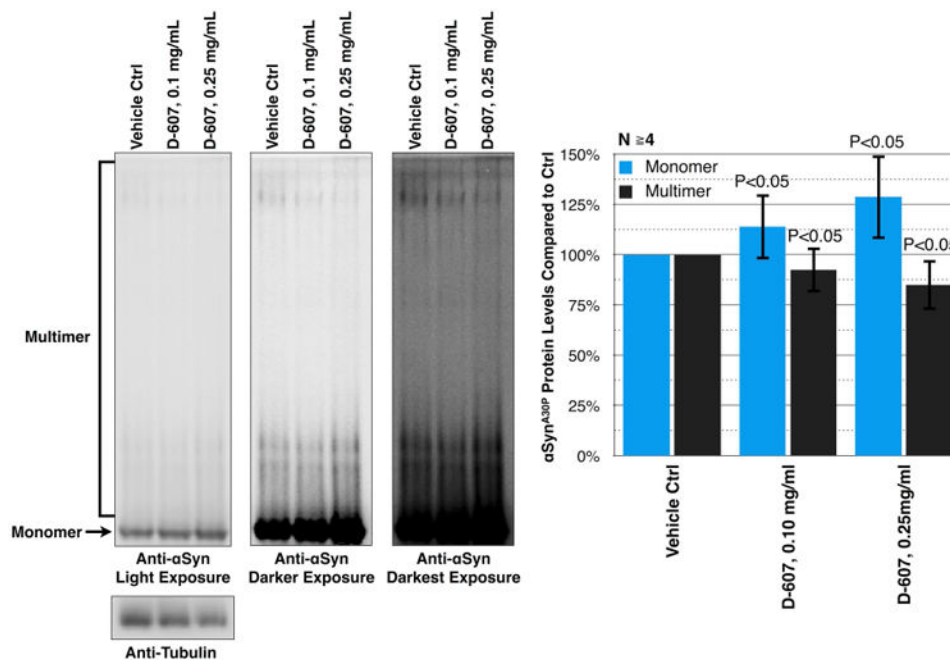 Vehicle Ctrl
D-607, 0.1 mg/mL
D-607, 0.25 mg/mL
Vehicle Ctrl
D-607, 0.1 mg/mL
D-607, 0.25 mg/mL
Vehicle Ctrl
D-607, 0.1 mg/mL
D-607, 0.25 mg/mL
Multimer
Monomer
Anti-αSyn
Light Exposure
Anti-αSyn
Darker Exposure
Anti-αSyn
Darkest Exposure
Anti-Tubulin
N ≧4
αSynᴬ³⁰ᴾ Protein Levels Compared to Ctrl
150%
125%
100%
75%
50%
25%
0%
Monomer
Multimer
P<0.05
P<0.05
P<0.05
P<0.0
Vehicle Ctrl
D-607, 0.10 mg/ml
D-607, 0.25mg/ml